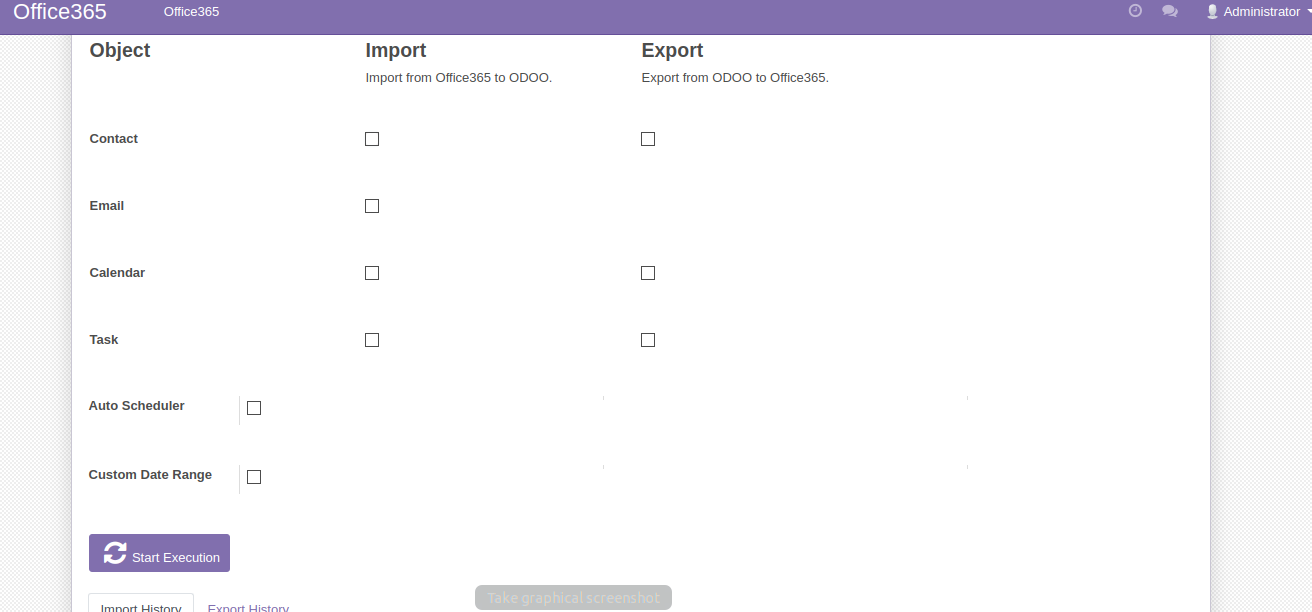 Office365 Office365 Administrator
Object Import Export
Import from Office365 to ODOO. Export from ODOO to Office365.
Contact
Email
Calendar
Task
Auto Scheduler
Custom Date Range
Start Execution
Take graphical screenshot
Import History Export History